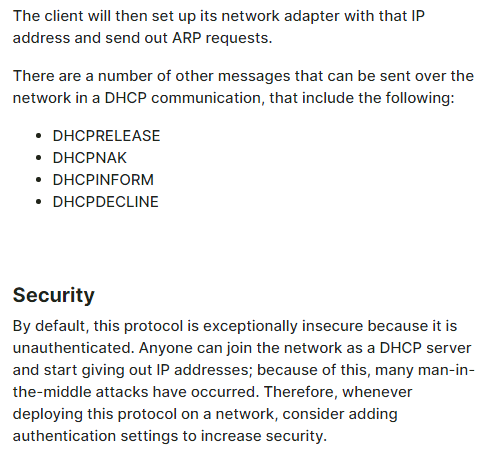 The client will then set up its network adapter with that IP
address and send out ARP requests.
There are a number of other messages that can be sent over the
network in a DHCP communication, that include the following:
• DHCPRELEASE
• DHCPNAK
• DHCPINFORM
• DHCPDECLINE
Security
By default, this protocol is exceptionally insecure because it is
unauthenticated. Anyone can join the network as a DHCP server
and start giving out IP addresses; because of this, many man-in-
the-middle attacks have occurred. Therefore, whenever
deploying this protocol on a network, consider adding
authentication settings to increase security.